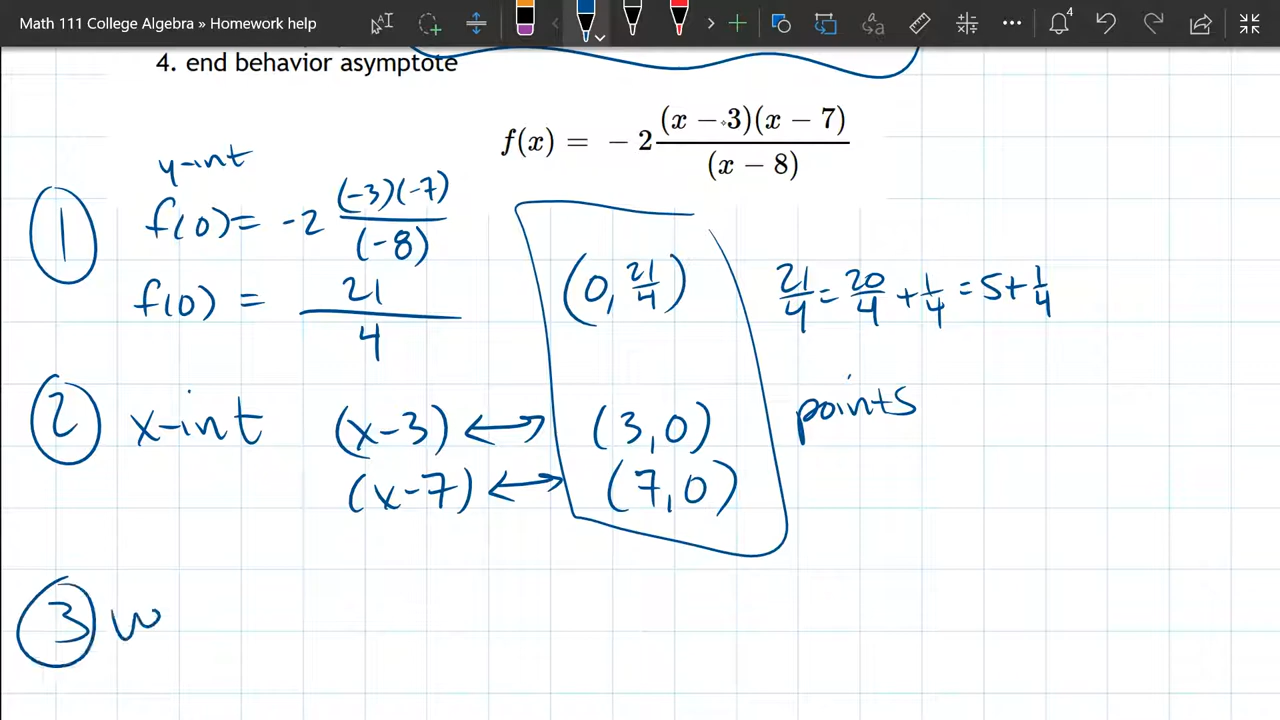 Math 111 College Algebra » Homework help
4
4. end behavior asymptote
f(x) = −2 (x − 3)(x − 7) / (x − 8)
y-int
① f(0) = -2 (-3)(-7) / (-8)
f(0) = 21 / 4
(0, 21/4)
21/4 = 20/4 + 1/4 = 5 + 1/4
② x-int (x-3) ↔ (3,0) points
(x-7) ↔ (7,0)
③ w